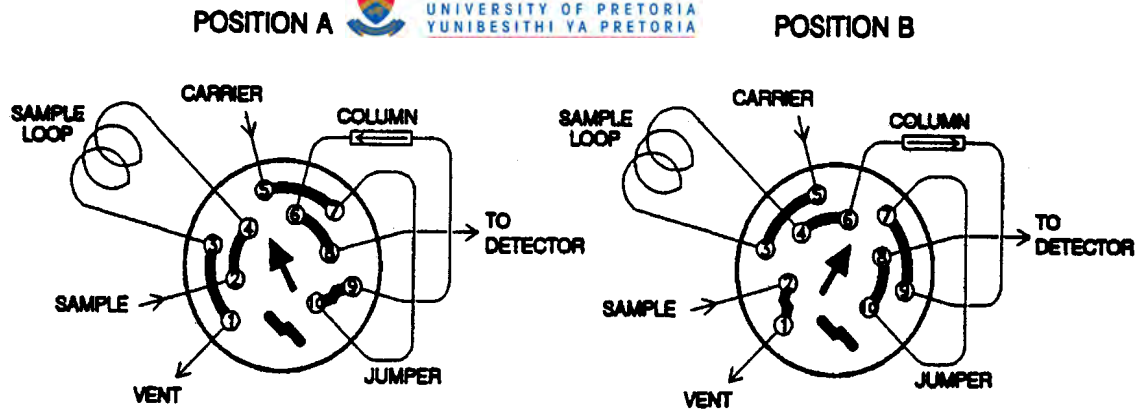 POSITION A
UNIVERSITY OF PRETORIA
YUNIBESITHI YA PRETORIA
POSITION B
SAMPLE
LOOP
CARRIER
COLUMN
5
7
6
4
3
8
2
9
10
1
TO
DETECTOR
SAMPLE
VENT
JUMPER
SAMPLE
LOOP
CARRIER
COLUMN
5
6
7
4
3
8
2
9
10
1
TO
DETECTOR
SAMPLE
VENT
JUMPER